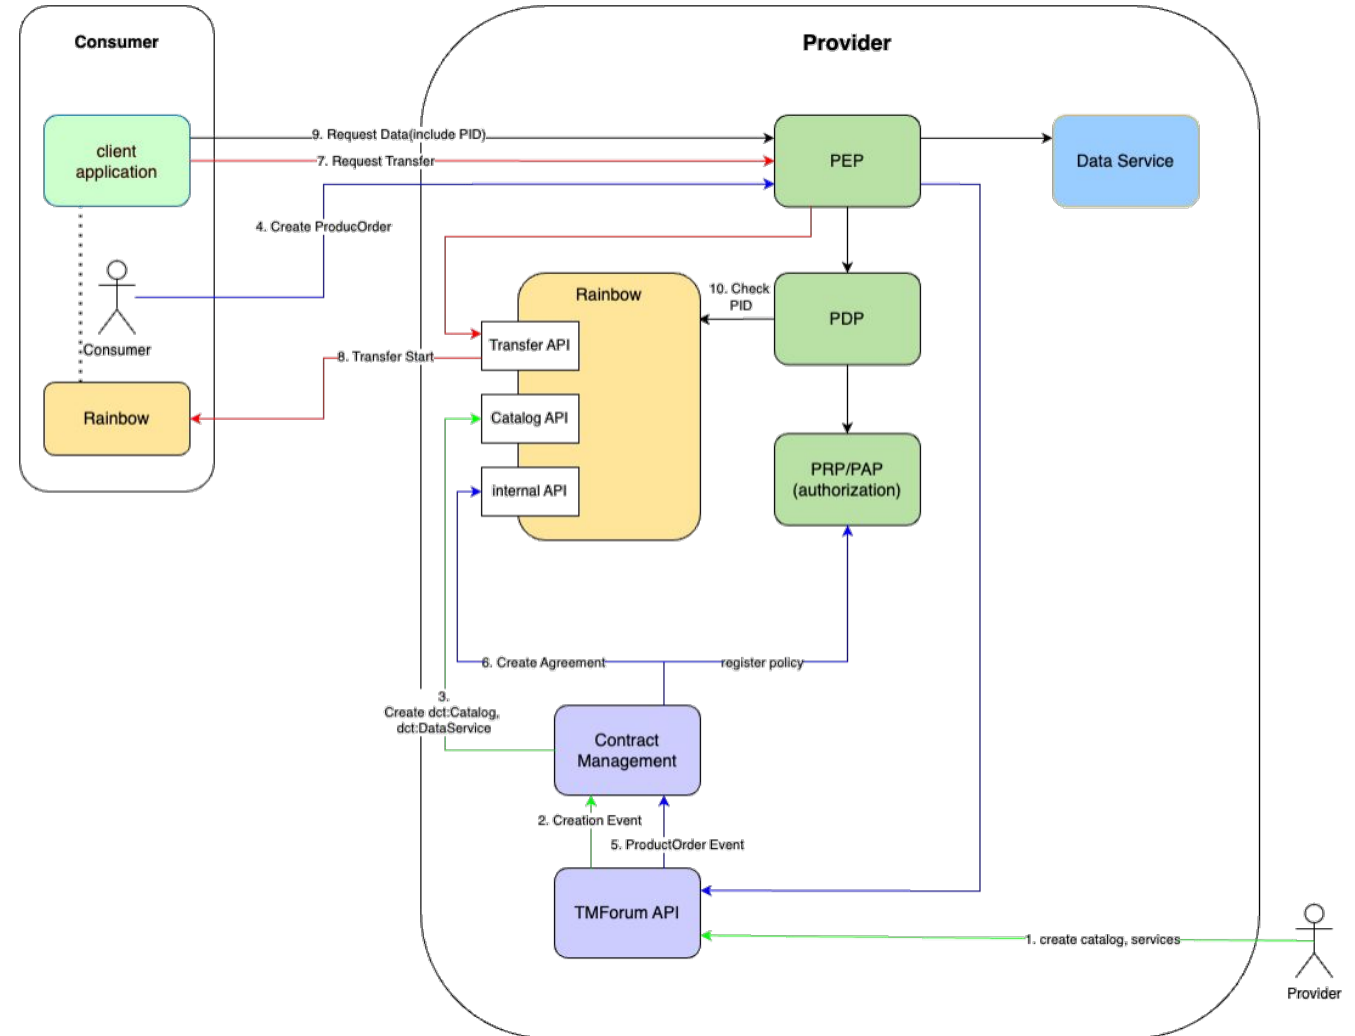 Consumer
Provider
client
application
9. Request Data(include PID)
7. Request Transfer
PEP
Data Service
4. Create ProducOrder
Consumer
Rainbow
10. Check
PID
PDP
Transfer API
8. Transfer Start
Rainbow
Catalog API
internal API
PRP/PAP
(authorization)
6. Create Agreement
register policy
3.
Create dct:Catalog,
dct:DataService
Contract
Management
2. Creation Event
5. ProductOrder Event
TMForum API
1. create catalog, services
Provider